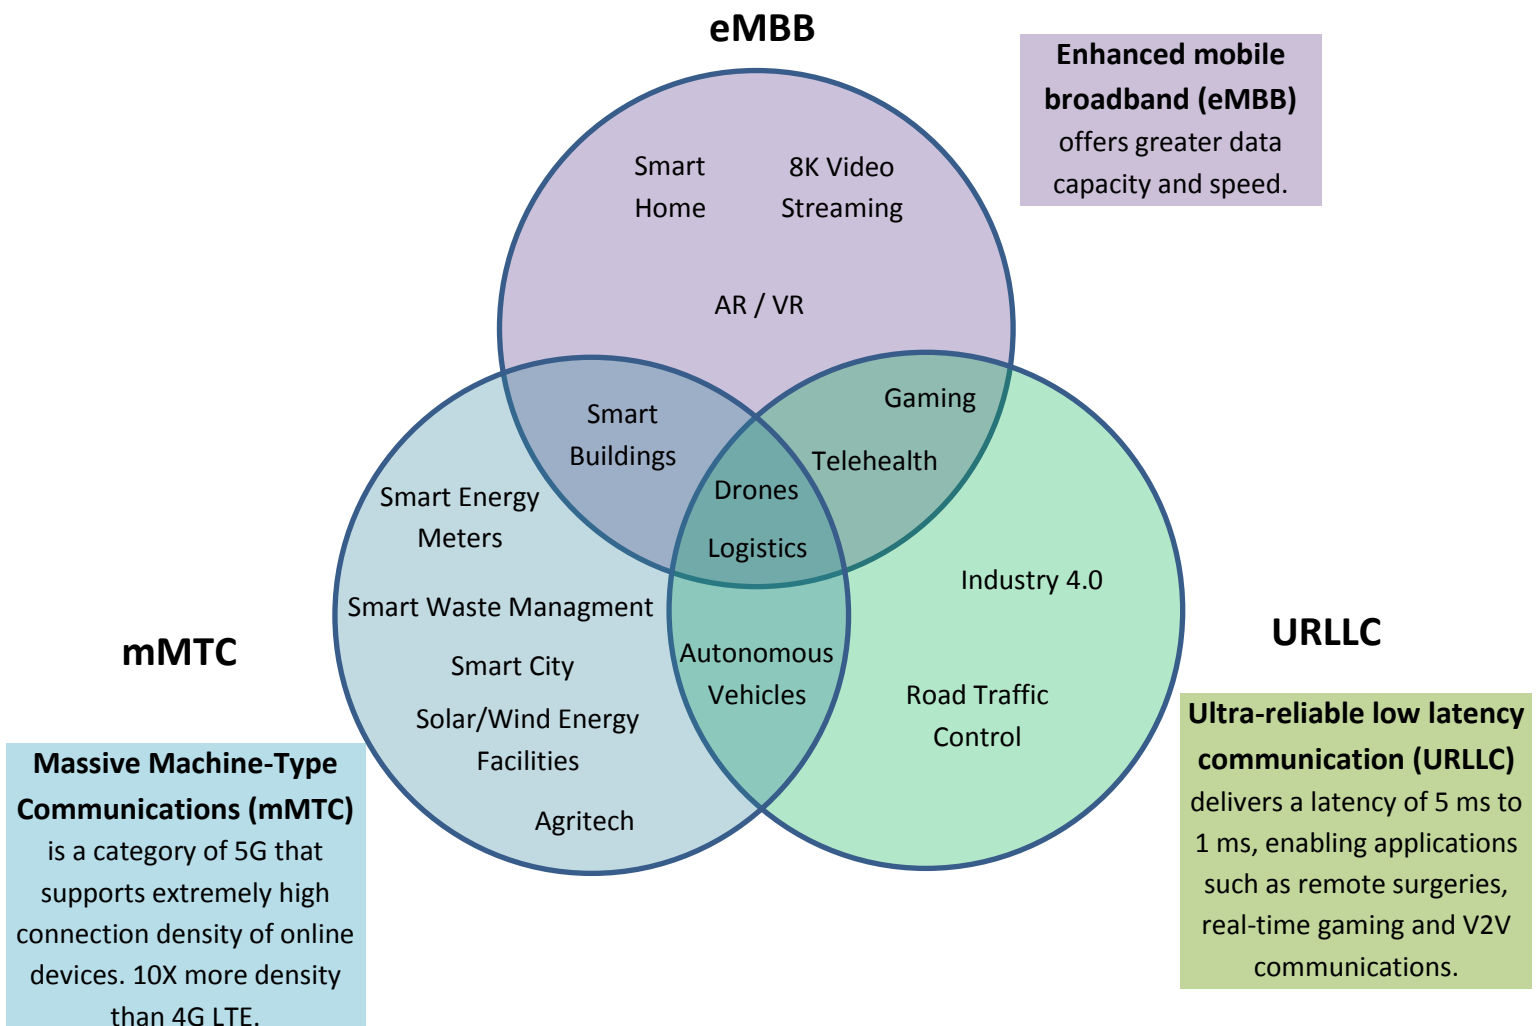 eMBB
Enhanced mobile
broadband (eMBB)
offers greater data
capacity and speed.
Smart
Home
8K Video
Streaming
AR / VR
Gaming
Telehealth
Smart
Buildings
Drones
Logistics
Smart Energy
Meters
Smart Waste Managment
Smart City
Solar/Wind Energy
Facilities
Agritech
Autonomous
Vehicles
Industry 4.0
Road Traffic
Control
mMTC
Massive Machine-Type
Communications (mMTC)
is a category of 5G that
supports extremely high
connection density of online
devices. 10X more density
than 4G LTE.
URLLC
Ultra-reliable low latency
communication (URLLC)
delivers a latency of 5 ms to
1 ms, enabling applications
such as remote surgeries,
real-time gaming and V2V
communications.